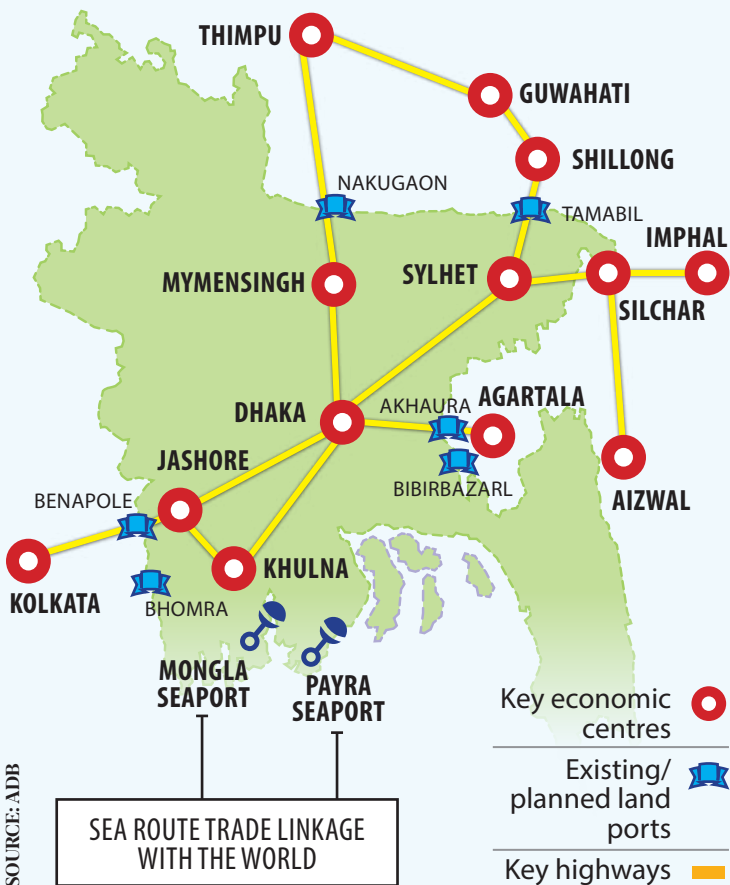 THIMPU
GUWAHATI
SHILLONG
NAKUGAON
TAMABIL
IMPHAL
MYMENSINGH
SYLHET
SILCHAR
DHAKA
AKHAURA
AGARTALA
JASHORE
BIBIRBAZARL
AIZWAL
BENAPOLE
KOLKATA
KHULNA
BHOMRA
MONGLA
SEAPORT
PAYRA
SEAPORT
Key economic
centres
Existing/
planned land
ports
Key highways
SEA ROUTE TRADE LINKAGE
WITH THE WORLD
SOURCE: ADB